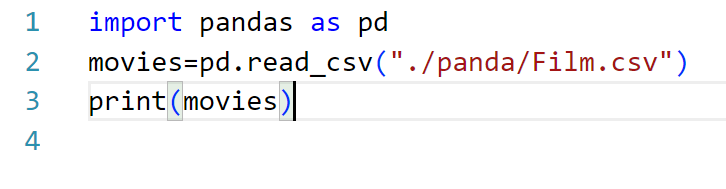 1 import pandas as pd
2 movies=pd.read_csv("./panda/Film.csv")
3 print(movies)
4